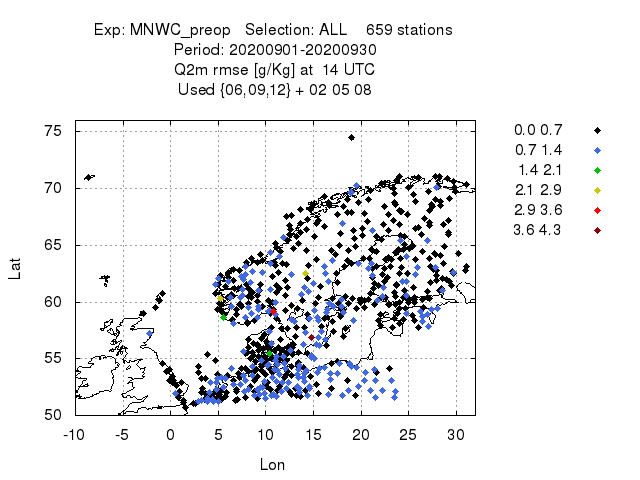 Exp: MNWC_preop   Selection: ALL    659 stations
Period: 20200901-20200930
Q2m rmse [g/Kg] at  14 UTC
Used {06,09,12} + 02 05 08
0.0 0.7
0.7 1.4
1.4 2.1
2.1 2.9
2.9 3.6
3.6 4.3
75
70
65
60
55
50
Lat
-10 -5 0 5 10 15 20 25 30
Lon